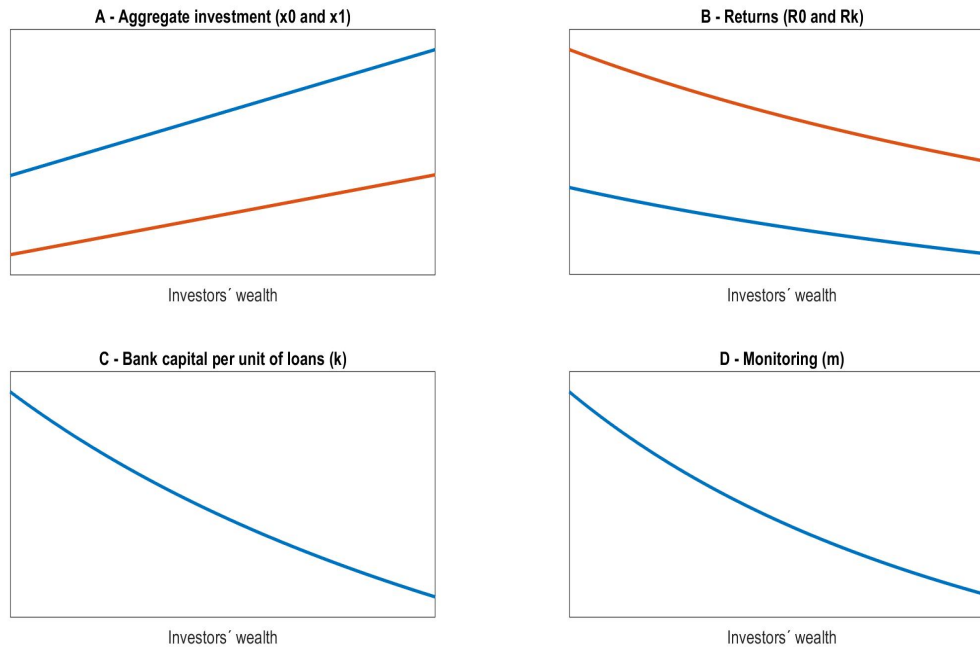 A - Aggregate investment (x0 and x1)
B - Returns (R0 and Rk)
Investors´ wealth
Investors´ wealth
C - Bank capital per unit of loans (k)
D - Monitoring (m)
Investors´ wealth
Investors´ wealth